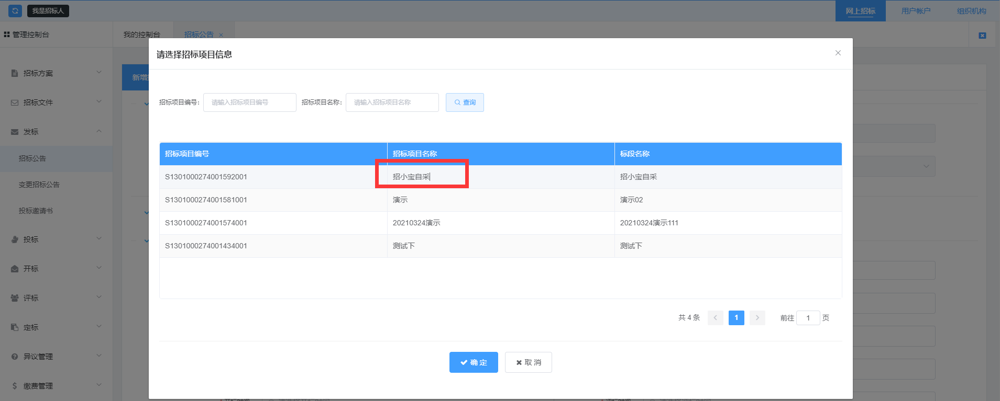 我是招标人
网上招标
用户帐户
组织机构
管理控制台
我的控制台
招标公告
招标方案
招标文件
发标
招标公告
变更招标公告
投标邀请书
投标
开标
评标
定标
异议管理
缴费管理
新增
请选择招标项目信息
招标项目编号:
请输入招标项目编号
招标项目名称:
请输入招标项目名称
查询
招标项目编号 招标项目名称 标段名称
S1301000274001592001 招小宝自采 招小宝自采
S1301000274001581001 演示 演示02
S1301000274001574001 20210324演示 20210324演示111
S1301000274001434001 测试下 测试下
共 4 条 1 前往 1 页
确 定
取 消